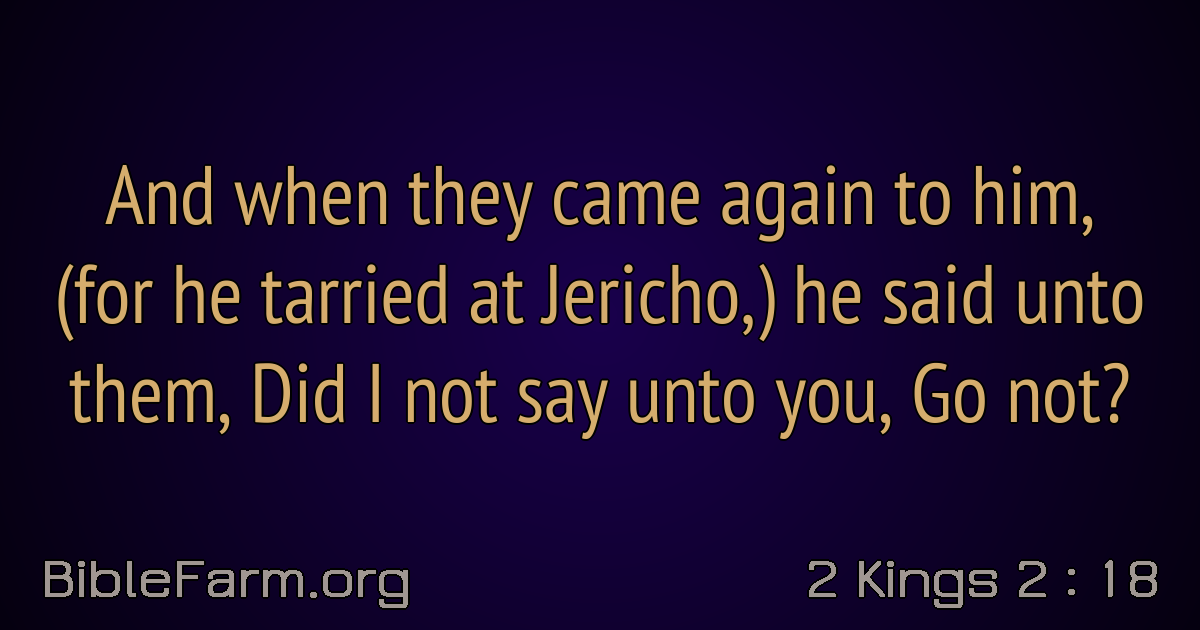 And when they came again to him,
(for he tarried at Jericho,) he said unto
them, Did I not say unto you, Go not?
BibleFarm.org
2 Kings 2 : 18